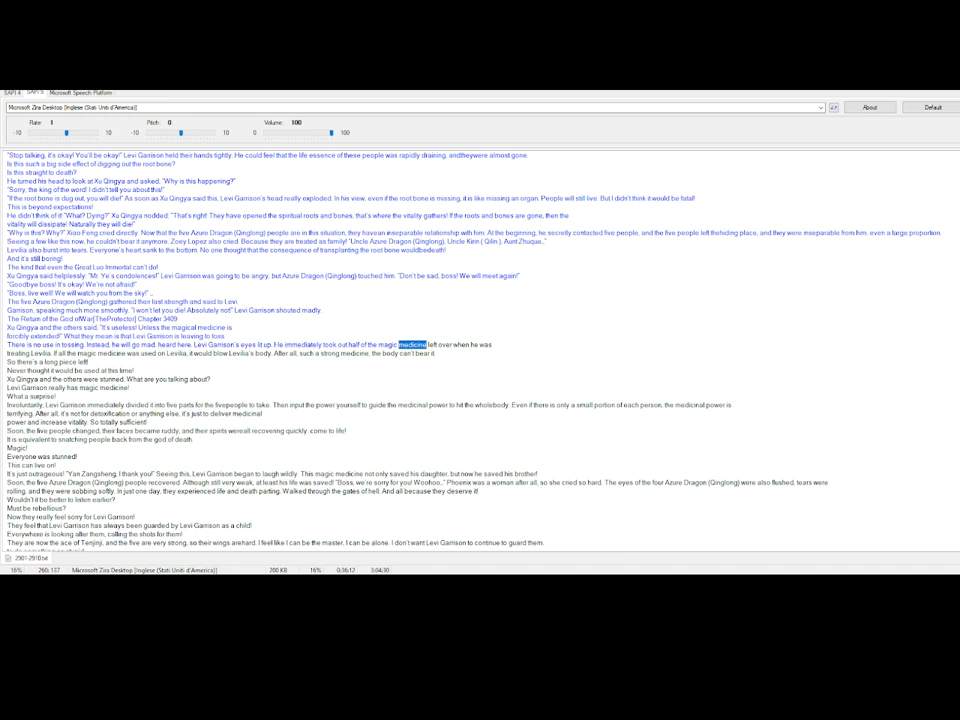 SAPI 4 SAPI 5 Microsoft Speech Platform
Microsoft Zira Desktop [Inglese (Stati Uniti d'America)]
About
Default
Rate: 1 Pitch: 0 Volume: 100
-10 10 -10 10 0 100
"Stop talking, it's okay! You'll be okay!" Levi Garrison held their hands tightly. He could feel that the life essence of these people was rapidly draining, andtheywere almost gone.
Is this such a big side effect of digging out the root bone?
Is this straight to death?
He turned his head to look at Xu Qingya and asked, "Why is this happening?"
"Sorry, the king of the word! I didn't tell you about this!"
"If the root bone is dug out, you will die!" As soon as Xu Qingya said this, Levi Garrison's head really exploded. In his view, even if the root bone is missing, it is like missing an organ. People will still live. But I didn't think it would be fatal!
This is beyond expectations!
He didn't think of it! "What? Dying?" Xu Qingya nodded: "That's right! They have opened the spiritual roots and bones, that's where the vitality gathers! If the roots and bones are gone, then the
vitality will dissipate! Naturally they will die!"
"Why is this? Why?" Xiao Feng cried directly. Now that the five Azure Dragon (Qinglong) people are in this situation, they havean inseparable relationship with him. At the beginning, he secretly contacted five people, and the five people left thehiding place, and they were inseparable from him. even a large proportion.
Seeing a few like this now, he couldn't bear it anymore. Zoey Lopez also cried. Because they are treated as family! "Uncle Azure Dragon (Qinglong), Uncle Kirin ( Qilin ), Aunt Zhuque..."
Levilia also burst into tears. Everyone's heart sank to the bottom. No one thought that the consequence of transplanting the root bone wouldbedeath!
And it's still boring!
The kind that even the Great Luo Immortal can't do!
Xu Qingya said helplessly: "Mr. Ye's condolences!" Levi Garrison was going to be angry, but Azure Dragon (Qinglong) touched him. "Don't be sad, boss! We will meet again!"
"Goodbye boss! It's okay! We're not afraid!"
"Boss, live well! We will watch you from the sky!"...
The five Azure Dragon (Qinglong) gathered their last strength and said to Levi
Garrison, speaking much more smoothly. "I won't let you die! Absolutely not" Levi Garrison shouted madly.
The Return of the God ofWar[TheProtector] Chapter 3409
Xu Qingya and the others said, "It's useless! Unless the magical medicine is
forcibly extended!" What they mean is that Levi Garrison is leaving to toss.
There is no use in tossing. Instead, he will go mad. heard here. Levi Garrison's eyes lit up. He immediately took out half of the magic medicine left over when he was
treating Levilia. If all the magic medicine was used on Levilia, it would blow Levilia's body. After all, such a strong medicine, the body can't bear it.
So there's a long piece left!
Never thought it would be used at this time!
Xu Qingya and the others were stunned. What are you talking about?
Levi Garrison really has magic medicine!
What a surprise!
Involuntarily, Levi Garrison immediately divided it into five parts for the fivepeople to take. Then input the power yourself to guide the medicinal power to hit the wholebody. Even if there is only a small portion of each person, the medicinal power is
terrifying. After all, it's not for detoxification or anything else, it's just to deliver medicinal
power and increase vitality. So totally sufficient!
Soon, the five people changed, their faces became ruddy, and their spirits wereall recovering quickly. come to life!
It is equivalent to snatching people back from the god of death.
Magic!
Everyone was stunned!
This can live on!
It's just outrageous! "Yan Zangsheng, I thank you!" Seeing this, Levi Garrison began to laugh wildly. This magic medicine not only saved his daughter, but now he saved his brother!
Soon, the five Azure Dragon (Qinglong) people recovered. Although still very weak, at least his life was saved! "Boss, we're sorry for you! Woohoo..." Phoenix was a woman after all, so she cried so hard. The eyes of the four Azure Dragon (Qinglong) were also flushed, tears were
rolling, and they were sobbing softly. In just one day, they experienced life and death parting. Walked through the gates of hell. And all because they deserve it!
Wouldn't it be better to listen earlier?
Must be rebellious?
Now they really feel sorry for Levi Garrison!
They feel that Levi Garrison has always been guarded by Levi Garrison as a child!
Everywhere is looking after them, calling the shots for them!
They are now the ace of Tenjinji, and the five are very strong, so their wings arehard. I feel like I can be the master, I can be alone. I don't want Levi Garrison to continue to guard them.
2901-2910.txt
16% 260: 137 Microsoft Zira Desktop [Inglese (Stati Uniti d'America)] 200 KB 16% 0:36:12 3:04:30